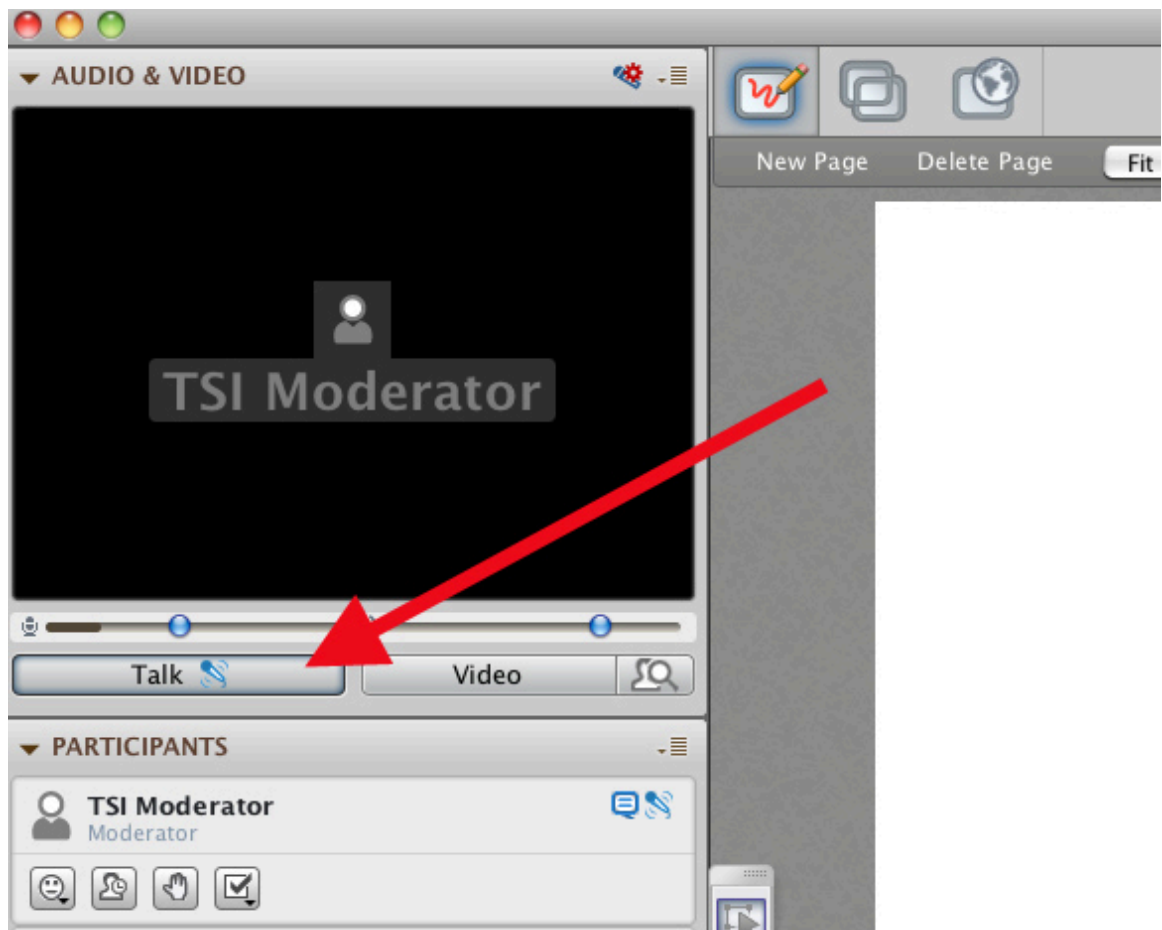 AUDIO & VIDEO
New Page Delete Page Fit
TSI Moderator
Talk Video
PARTICIPANTS
TSI Moderator
Moderator